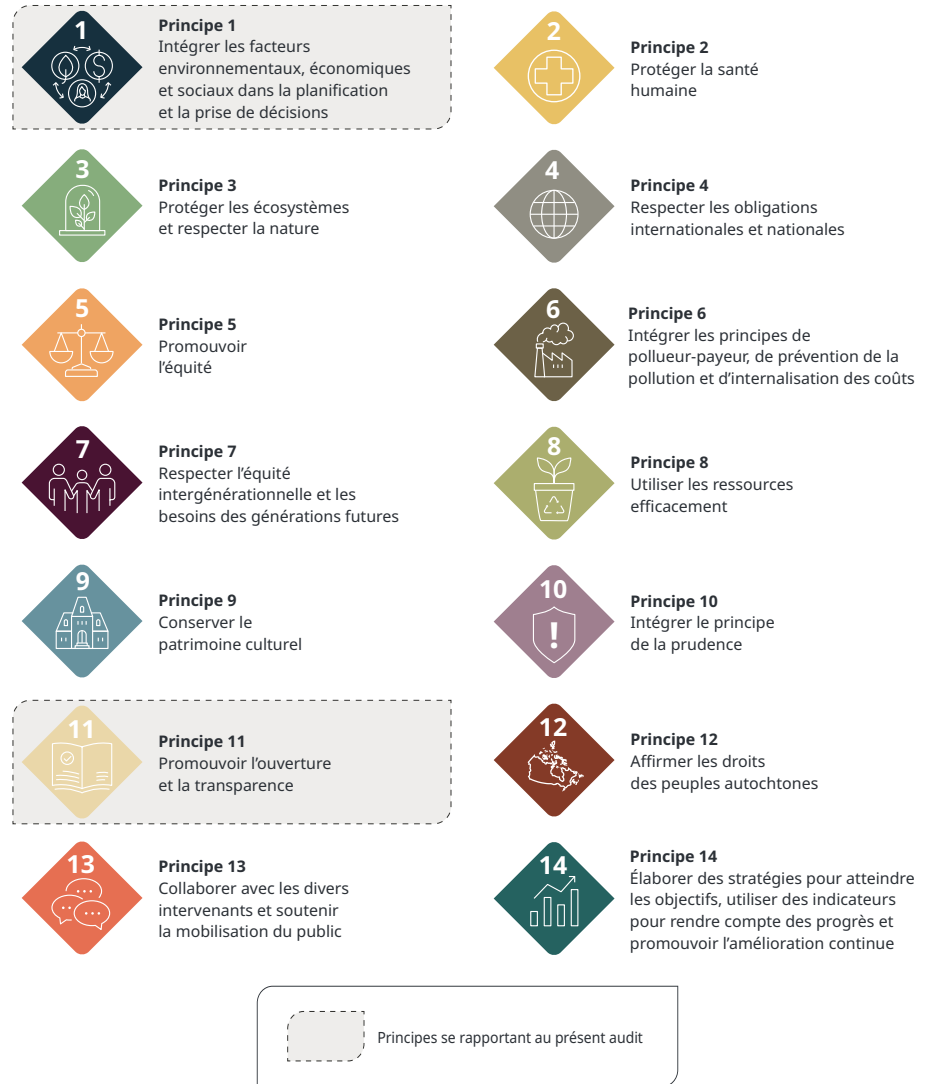 1
Principe 1
Intégrer les facteurs
environnementaux, économiques
et sociaux dans la planification
et la prise de décisions
2
Principe 2
Protéger la santé
humaine
3
Principe 3
Protéger les écosystèmes
et respecter la nature
4
Principe 4
Respecter les obligations
internationales et nationales
5
Principe 5
Promouvoir
l’équité
6
Principe 6
Intégrer les principes de
pollueur-payeur, de prévention de la
pollution et d’internalisation des coûts
7
Principe 7
Respecter l’équité
intergénérationnelle et les
besoins des générations futures
8
Principe 8
Utiliser les ressources
efficacement
9
Principe 9
Conserver le
patrimoine culturel
10
!
Principe 10
Intégrer le principe
de la prudence
11
Principe 11
Promouvoir l’ouverture
et la transparence
12
Principe 12
Affirmer les droits
des peuples autochtones
13
Principe 13
Collaborer avec les divers
intervenants et soutenir
la mobilisation du public
14
Principe 14
Élaborer des stratégies pour atteindre
les objectifs, utiliser des indicateurs
pour rendre compte des progrès et
promouvoir l’amélioration continue
Principes se rapportant au présent audit